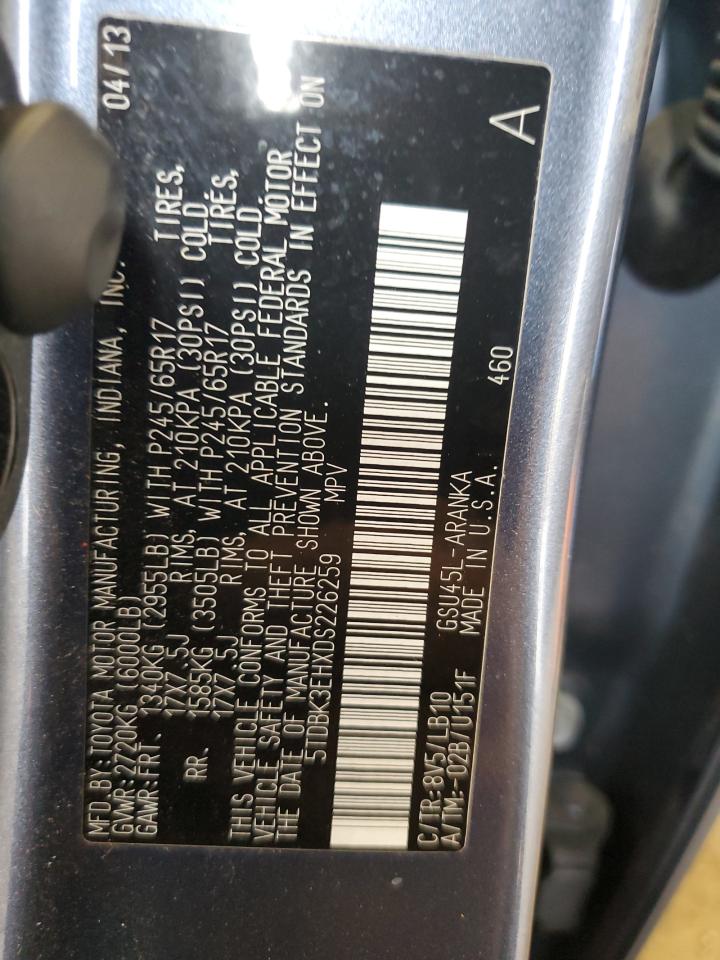 MFD.BY:TOYOTA MOTOR MANUFACTURING, INDIANA, INC. 04/13
GVWR:2720KG (6000LB)
GAWR:FRT. 1340KG (2955LB) WITH P245/65R17 TIRES,
17X7.5J RIMS, AT 210KPA (30PSI) COLD
RR. 1585KG (3505LB) WITH P245/65R17 TIRES,
17X7.5J RIMS, AT 210KPA (30PSI) COLD.
THIS VEHICLE CONFORMS TO ALL APPLICABLE FEDERAL MOTOR
VEHICLE SAFETY AND THEFT PREVENTION STANDARDS IN EFFECT ON
THE DATE OF MANUFACTURE SHOWN ABOVE.
5TDBK3EHXDS226259 MPV
C/TR:8V5/LB10 GSU45L-ARANKA A
A/TM:-02B/U151F MADE IN U.S.A. 460